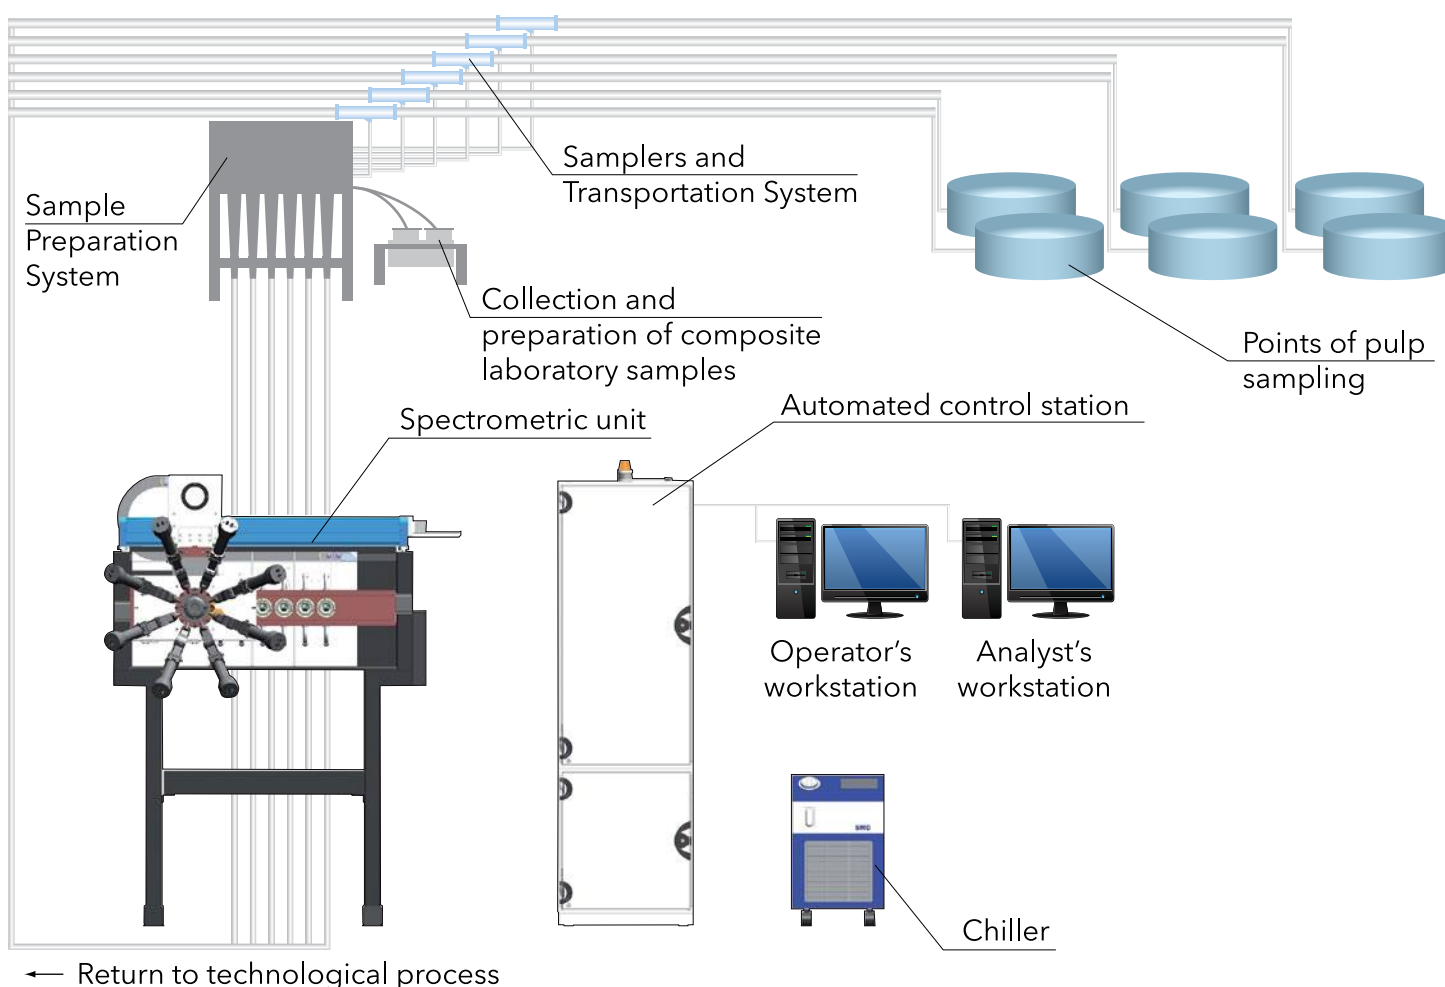 Samplers and
Transportation System
Sample
Preparation
System
Collection and
preparation of composite
laboratory samples
Points of pulp
sampling
Automated control station
Spectrometric unit
Operator’s
workstation
Analyst’s
workstation
Chiller
← Return to technological process